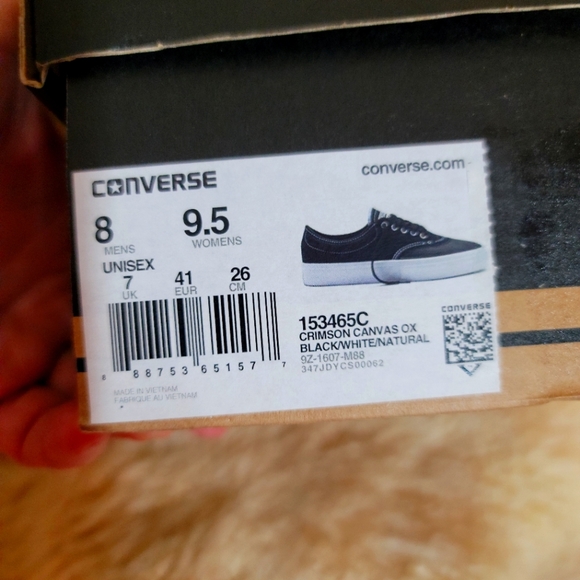 CONVERSE
converse.com
8 9.5
MENS WOMENS
UNISEX
7 41 26
UK EUR CM
8 88753 65157 7
MADE IN VIETNAM
FABRIQUE AU VIETNAM
153465C
CRIMSON CANVAS OX
BLACK/WHITE/NATURAL
9Z-1607-M68
347JDYCS00062
CONVERSE